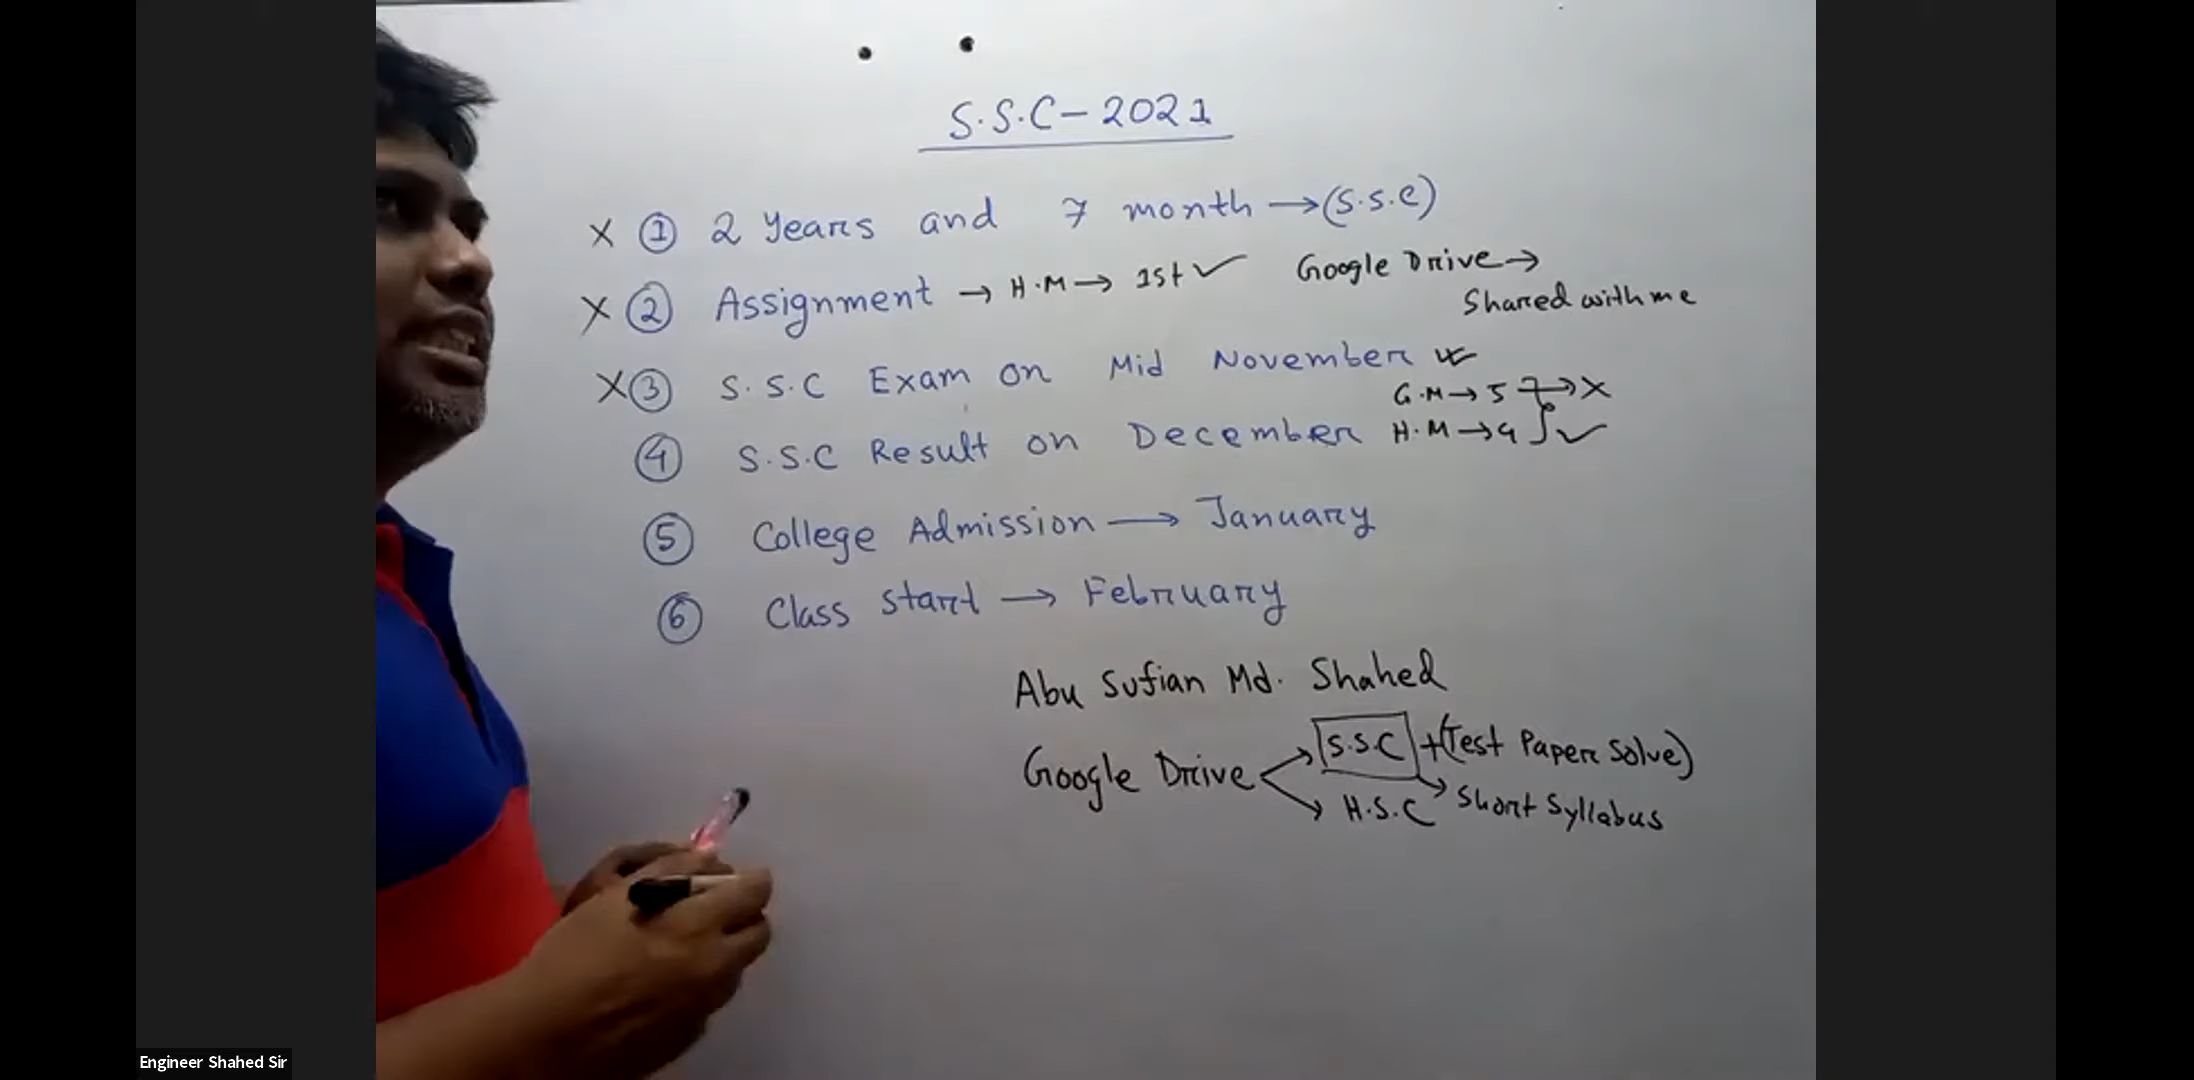 S.S.C - 2021
X ① 2 Years and 7 month → (S.S.C)
X ② Assignment → H.M → 1st ✓ Google Drive →
Shared with me
X ③ S.S.C Exam on Mid November
G.M → 5 → X
④ S.S.C Result on December H.M → 4 ✓
⑤ College Admission → January
⑥ Class Start → February
Abu Sufian Md. Shahed
Google Drive → S.S.C + (Test Paper Solve)
→ H.S.C → Short Syllabus
Engineer Shahed Sir